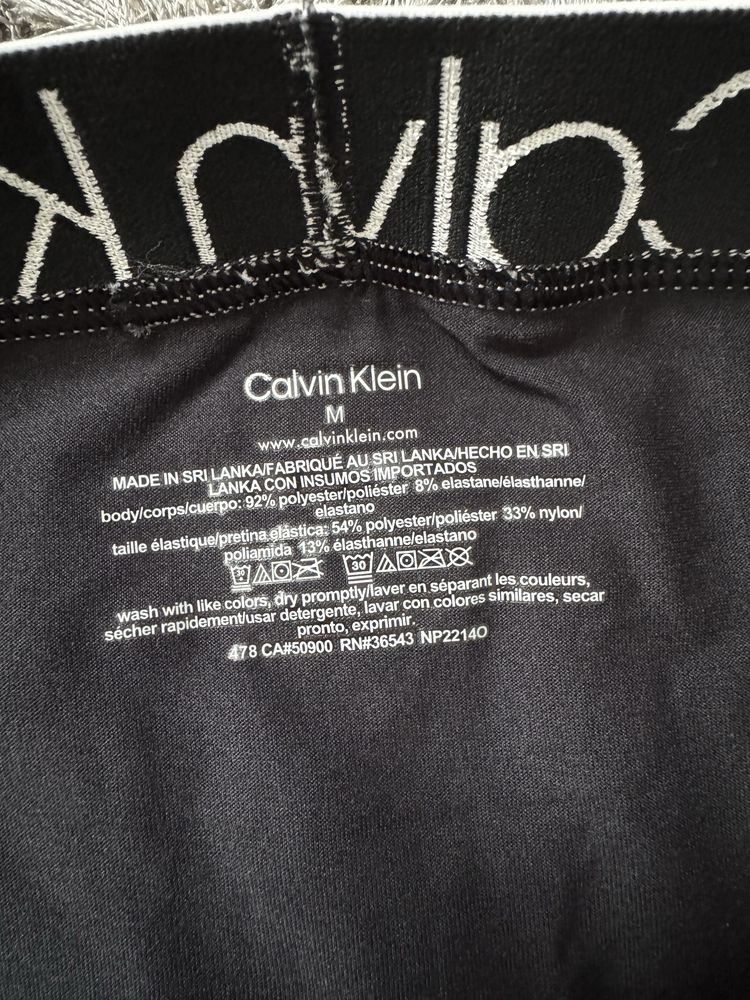 Calvin Klein
M
www.calvinklein.com
MADE IN SRI LANKA/FABRIQUÉ AU SRI LANKA/HECHO EN SRI
LANKA CON INSUMOS IMPORTADOS
body/corps/cuerpo: 92% polyester/poliéster 8% elastane/élasthanne/
elastano
taille élastique/pretina elástica: 54% polyester/poliéster 33% nylon/
poliamida 13% élasthanne/elastano
30 30
wash with like colors, dry promptly/laver en séparant les couleurs,
sécher rapidement/usar detergente, lavar con colores similares, secar
pronto, exprimir.
478 CA#50900 RN#36543 NP2214O